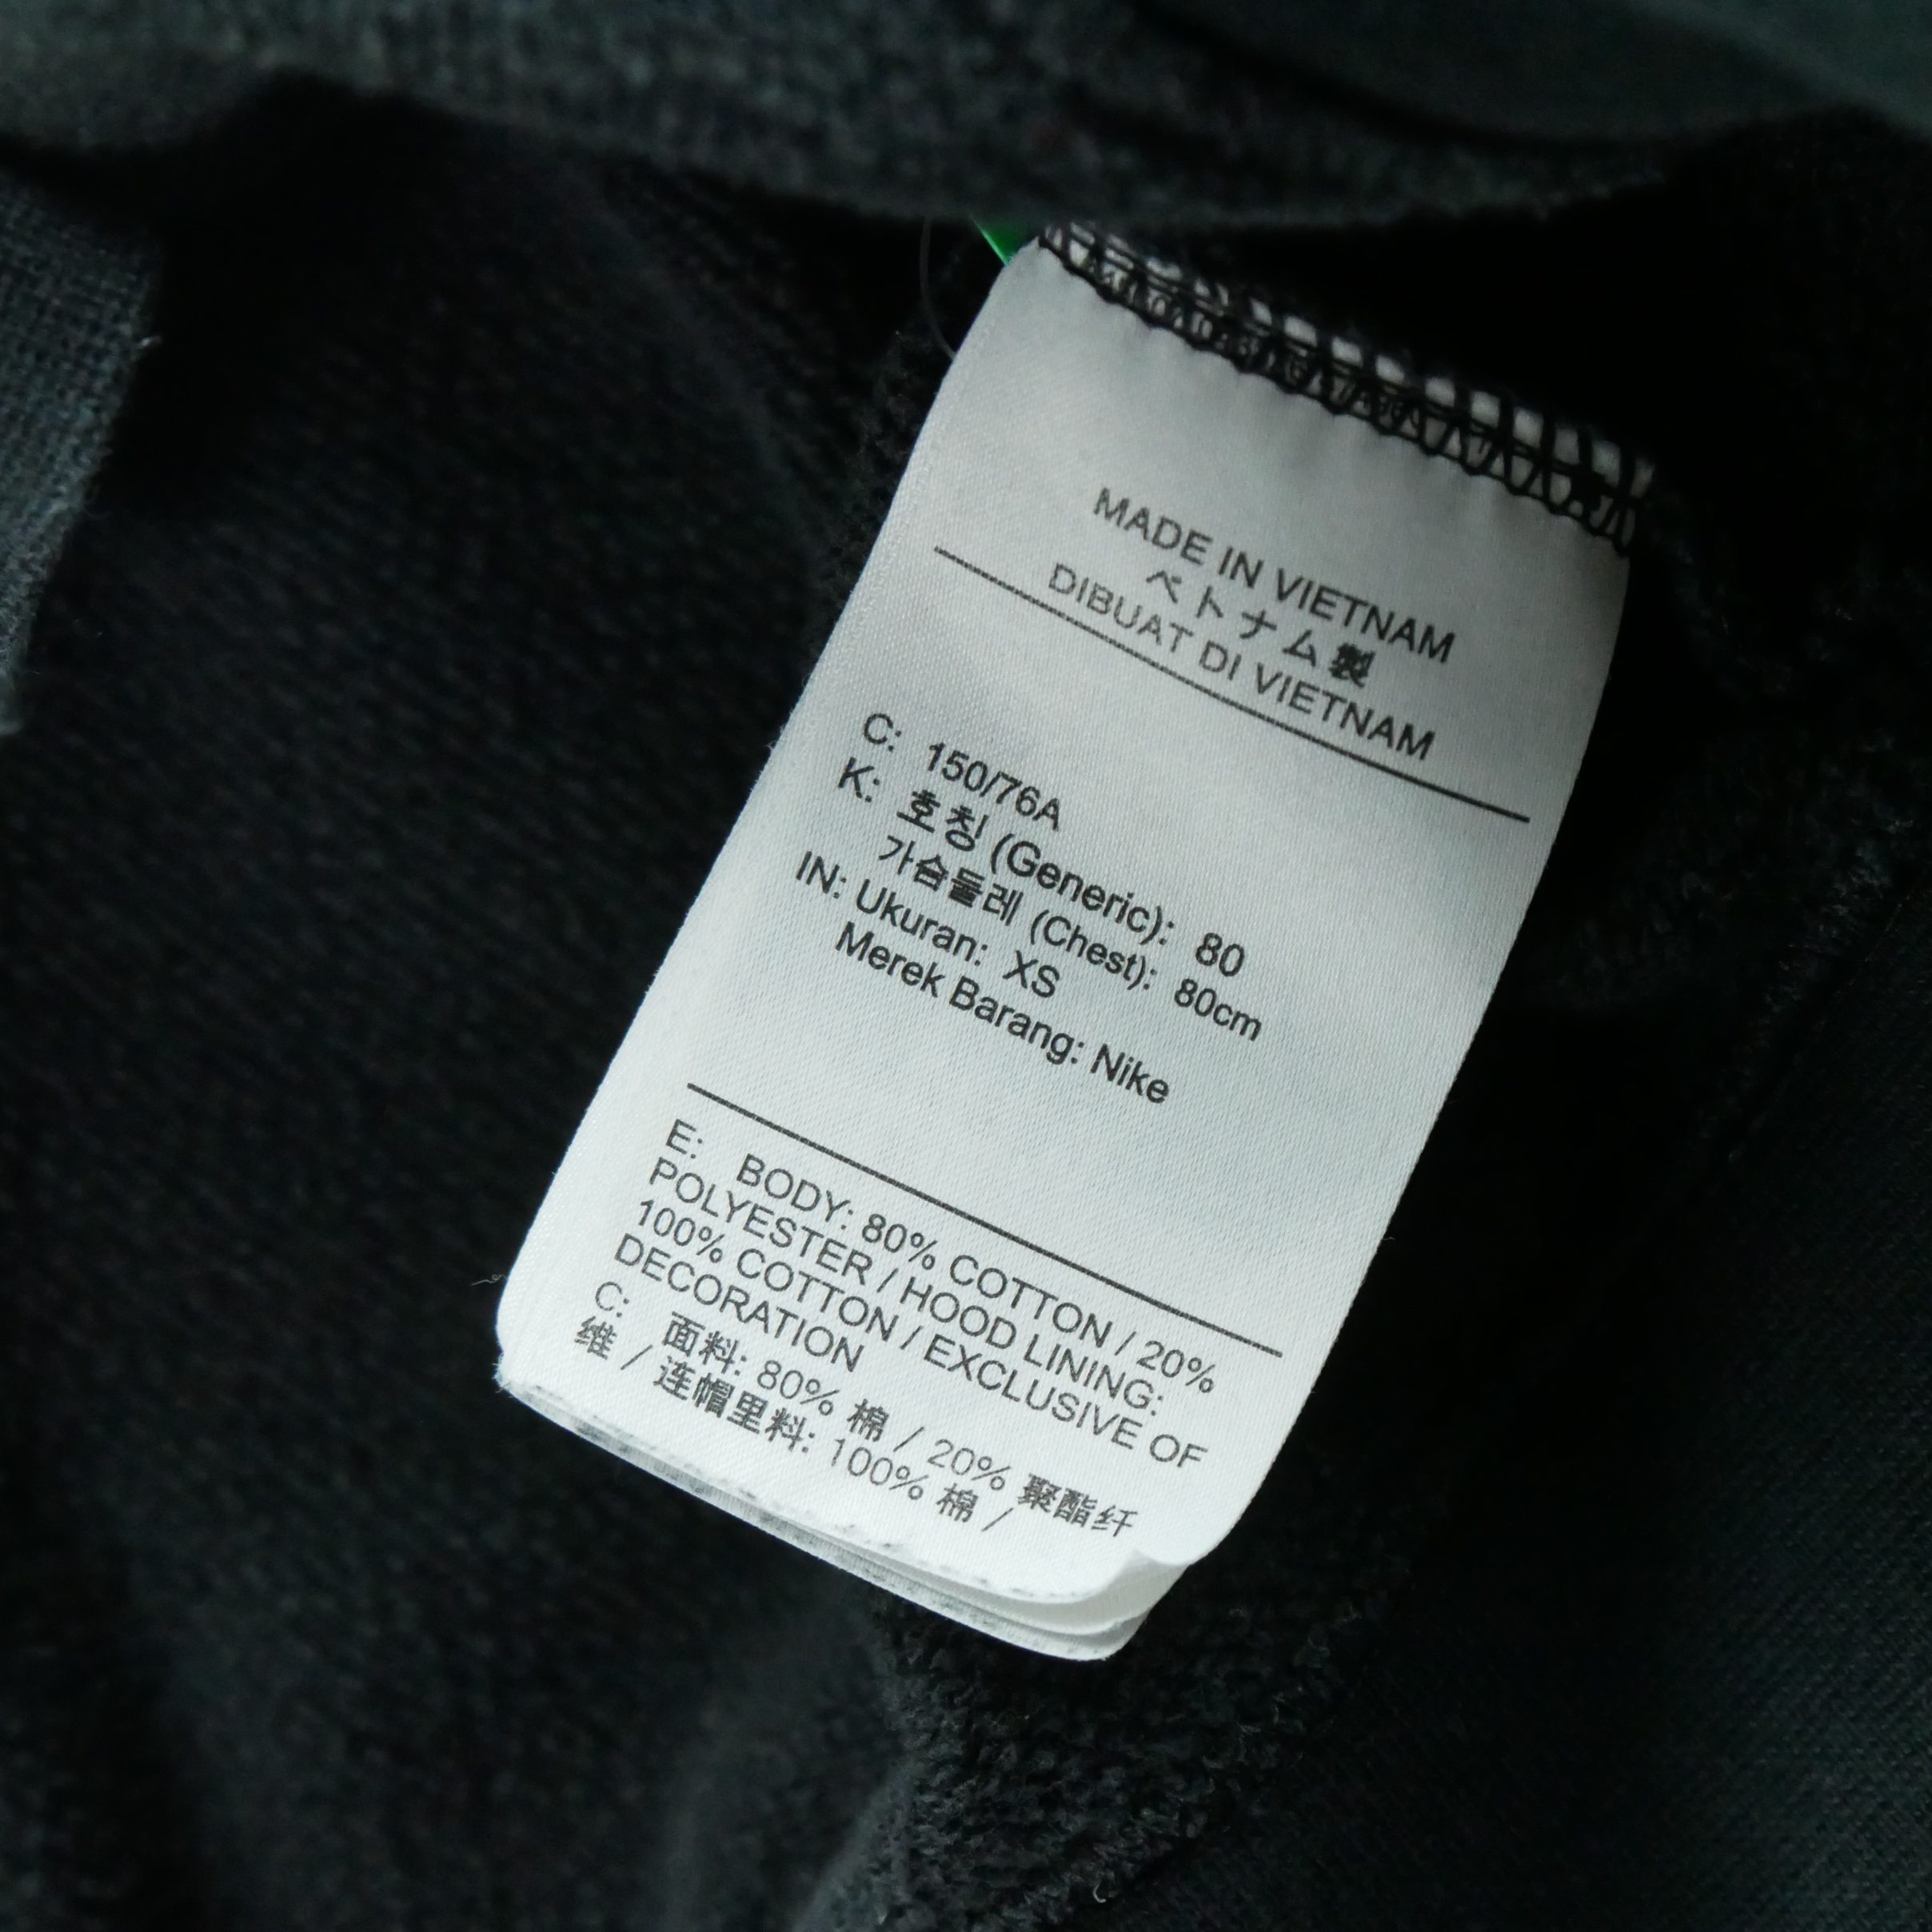 MADE IN VIETNAM
ベトナム製
DIBUAT DI VIETNAM
C: 150/76A
K: 호칭 (Generic): 80
가슴둘레 (Chest): 80cm
IN: Ukuran: XS
Merek Barang: Nike
E: BODY: 80% COTTON / 20%
POLYESTER / HOOD LINING:
100% COTTON / EXCLUSIVE OF
DECORATION
C: 面料: 80% 棉 / 20% 聚酯纤
维 / 连帽里料: 100% 棉 /